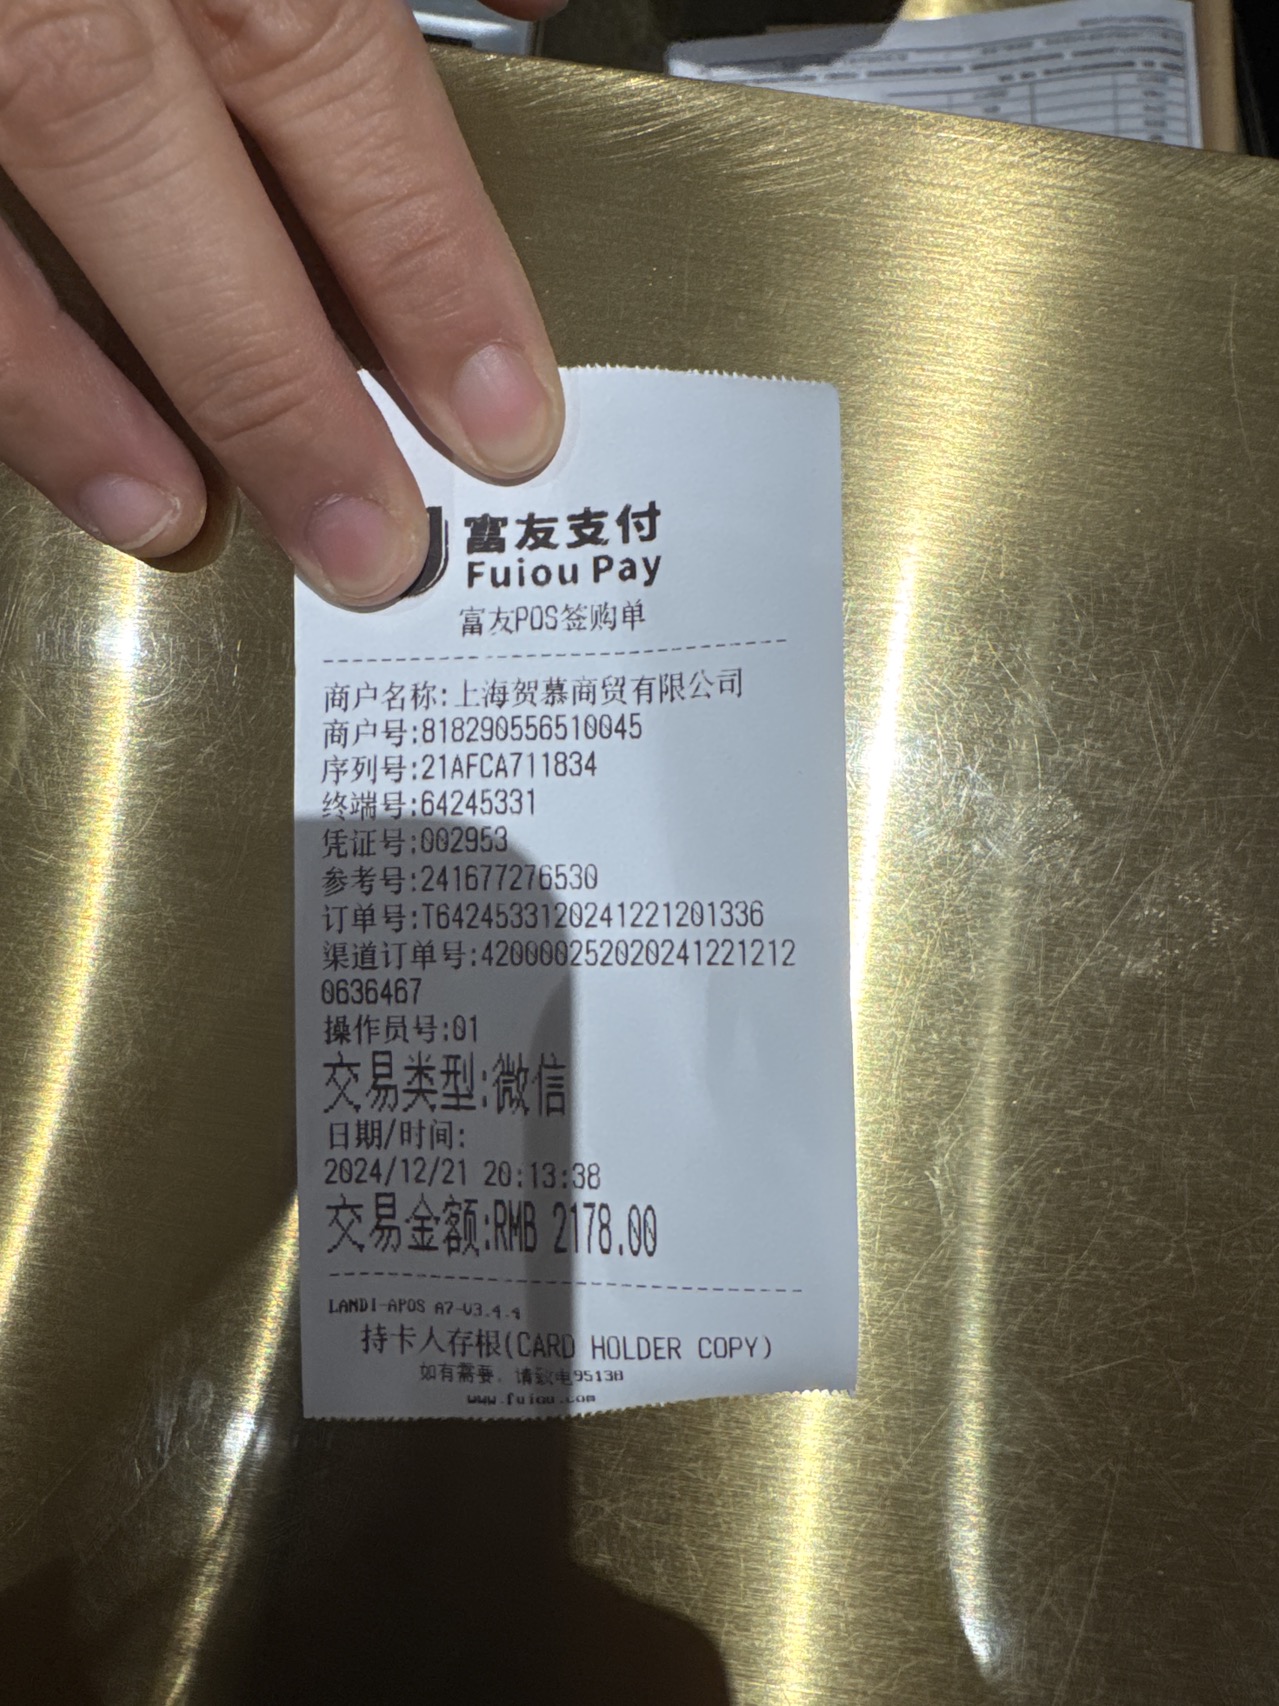 富友支付
Fuiou Pay
富友POS签购单
商户名称:上海贺慕商贸有限公司
商户号:818290556510045
序列号:21AFCA711834
终端号:64245331
凭证号:002953
参考号:241677276530
订单号:T6424533120241221201336
渠道订单号:420000252020241221212
0636467
操作员号:01
交易类型:微信
日期/时间:
2024/12/21 20:13:38
交易金额:RMB 2178.00
LANDI-APOS A7-V3.4.4
持卡人存根(CARD HOLDER COPY)
如有需要，请致电95138
www.fuiou.com